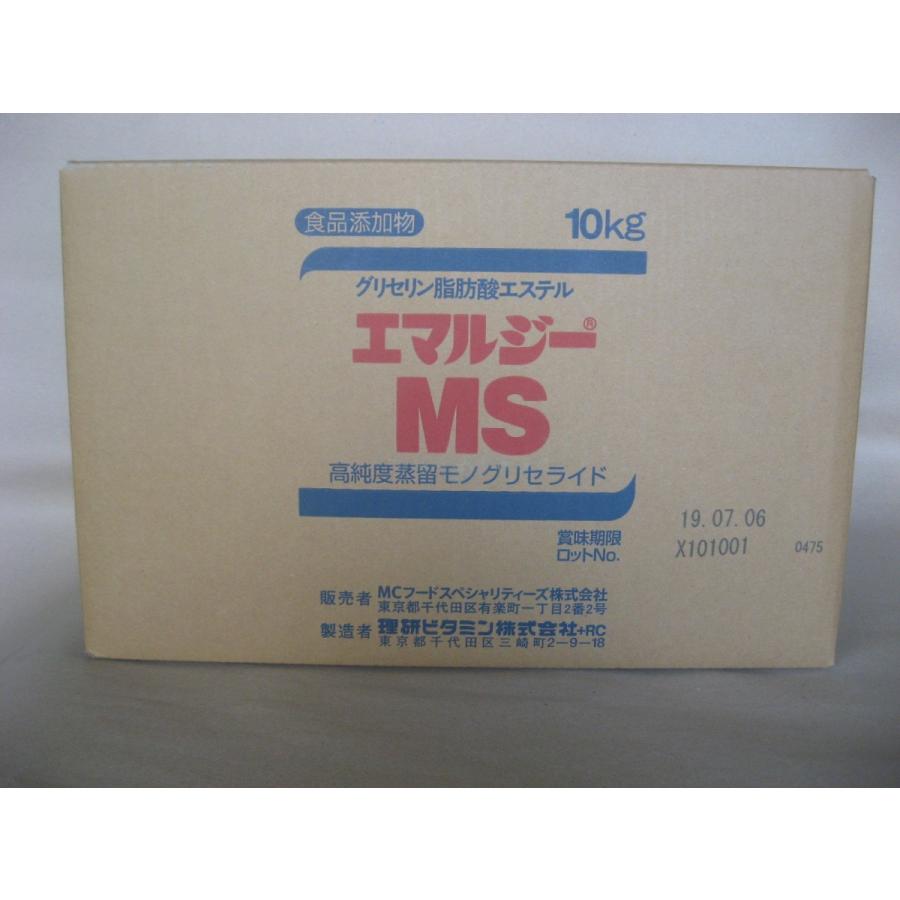 食品添加物 10kg
グリセリン脂肪酸エステル
エマルジー®
MS
高純度蒸留モノグリセライド
賞味期限 19.07.06
ロットNo. X101001 0475
販売者 MCフードスペシャリティーズ株式会社
東京都千代田区有楽町一丁目2番2号
製造者 理研ビタミン株式会社+RC
東京都千代田区三崎町2-9-18